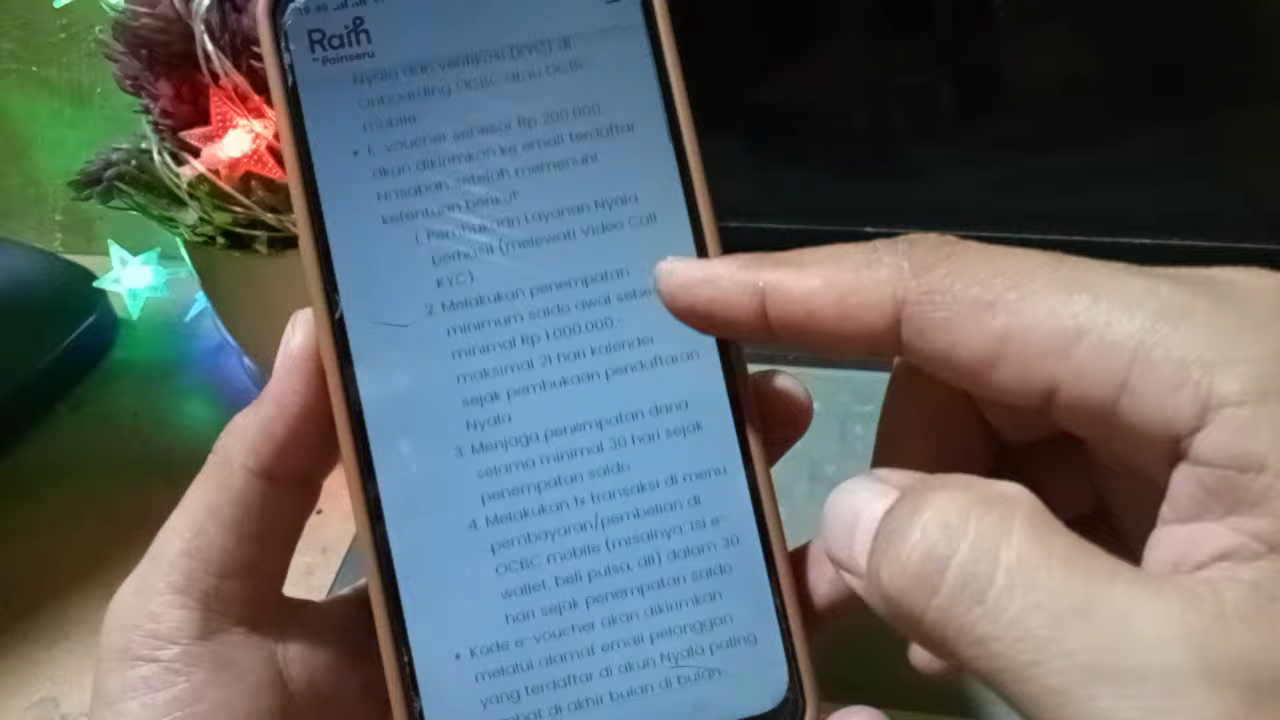 Raih
by Poinseru
Nyala dan verifikasi (KYC) di
onboarding OCBC atau OCBC
mobile.
• E-voucher sebesar Rp 200.000,
akan dikirimkan ke email terdaftar
Nasabah setelah memenuhi
ketentuan berikut:
1. Pembukaan Layanan Nyala
berhasil (melewati Video Call
KYC)
2. Melakukan penempatan
minimum saldo awal
minimal Rp 1.000.000,-
maksimal 21 hari kalender
sejak pembukaan pendaftaran
Nyala
3. Menjaga penempatan dana
selama minimal 30 hari sejak
penempatan saldo
4. Melakukan 1x transaksi di menu
pembayaran/pembelian di
OCBC mobile (misalnya: isi e-
wallet, beli pulsa, dll) dalam 30
hari sejak penempatan saldo
• Kode e-voucher akan dikirimkan
melalui alamat email pelanggan
yang terdaftar di akun Nyala paling
di akhir bulan di bulan